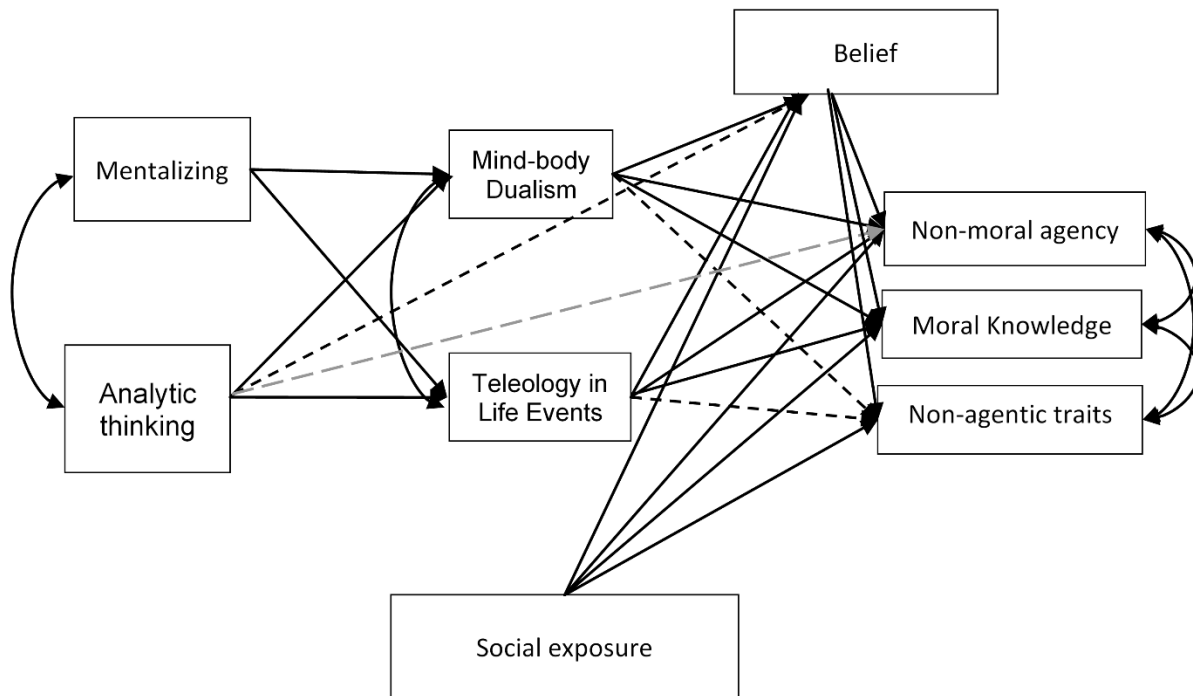 Belief
Mentalizing
Mind-body
Dualism
Non-moral agency
Moral Knowledge
Analytic
thinking
Teleology in
Life Events
Non-agentic traits
Social exposure